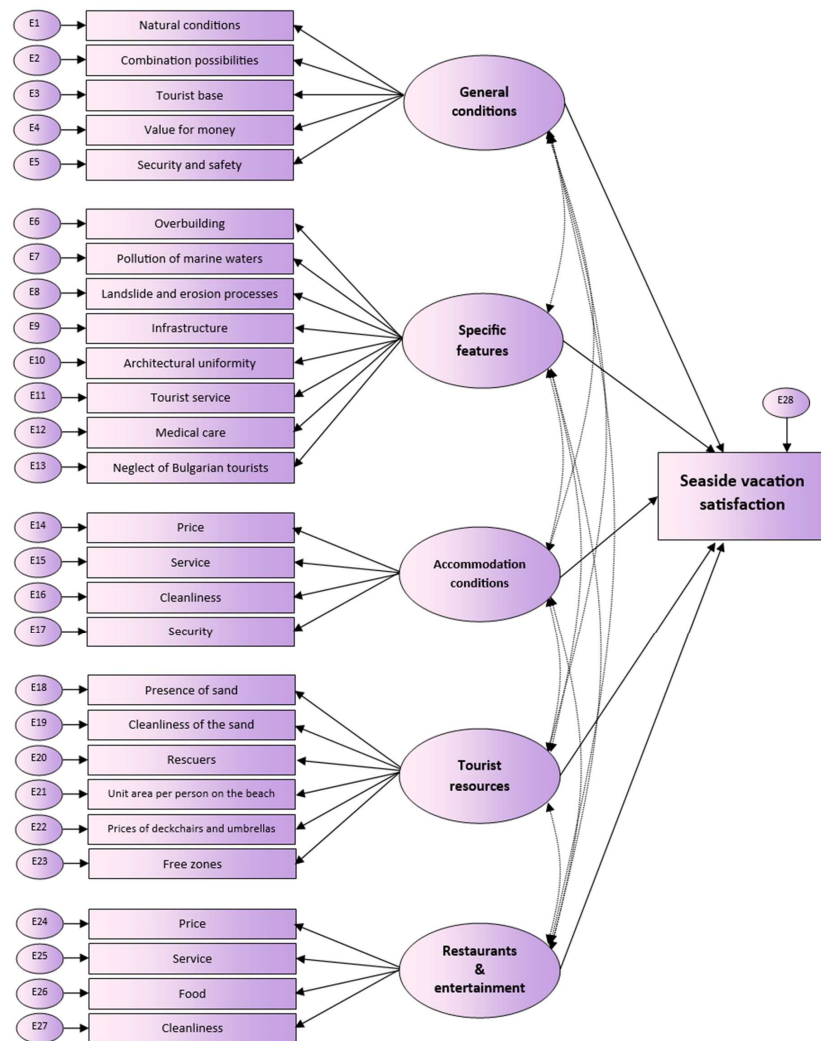 E1
Natural conditions
E2
Combination possibilities
E3
Tourist base
E4
Value for money
E5
Security and safety
General
conditions
E6
Overbuilding
E7
Pollution of marine waters
E8
Landslide and erosion processes
E9
Infrastructure
E10
Architectural uniformity
E11
Tourist service
E12
Medical care
E13
Neglect of Bulgarian tourists
Specific
features
E28
Seaside vacation
satisfaction
E14
Price
E15
Service
E16
Cleanliness
E17
Security
Accommodation
conditions
E18
Presence of sand
E19
Cleanliness of the sand
E20
Rescuers
E21
Unit area per person on the beach
E22
Prices of deckchairs and umbrellas
E23
Free zones
Tourist
resources
E24
Price
E25
Service
E26
Food
E27
Cleanliness
Restaurants
&
entertainment